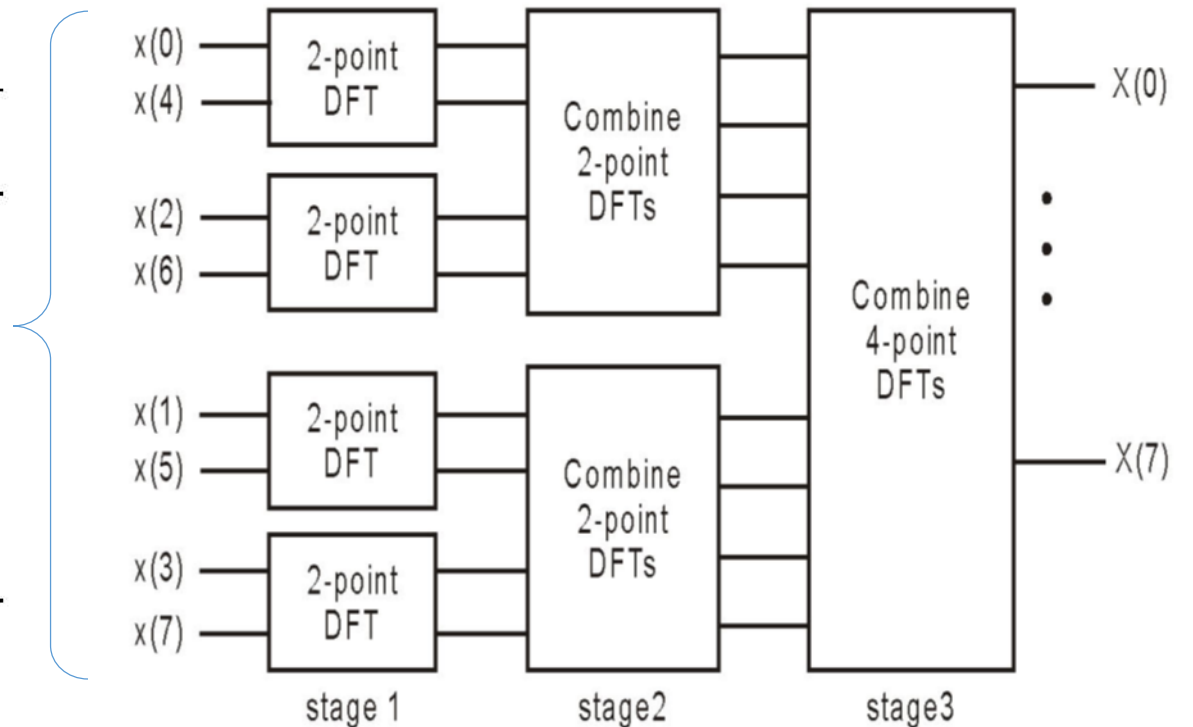 x(0)
x(4)
2-point
DFT
x(2)
x(6)
2-point
DFT
x(1)
x(5)
2-point
DFT
x(3)
x(7)
2-point
DFT
stage 1
Combine
2-point
DFTs
Combine
2-point
DFTs
stage2
Combine
4-point
DFTs
stage3
X(0)
X(7)